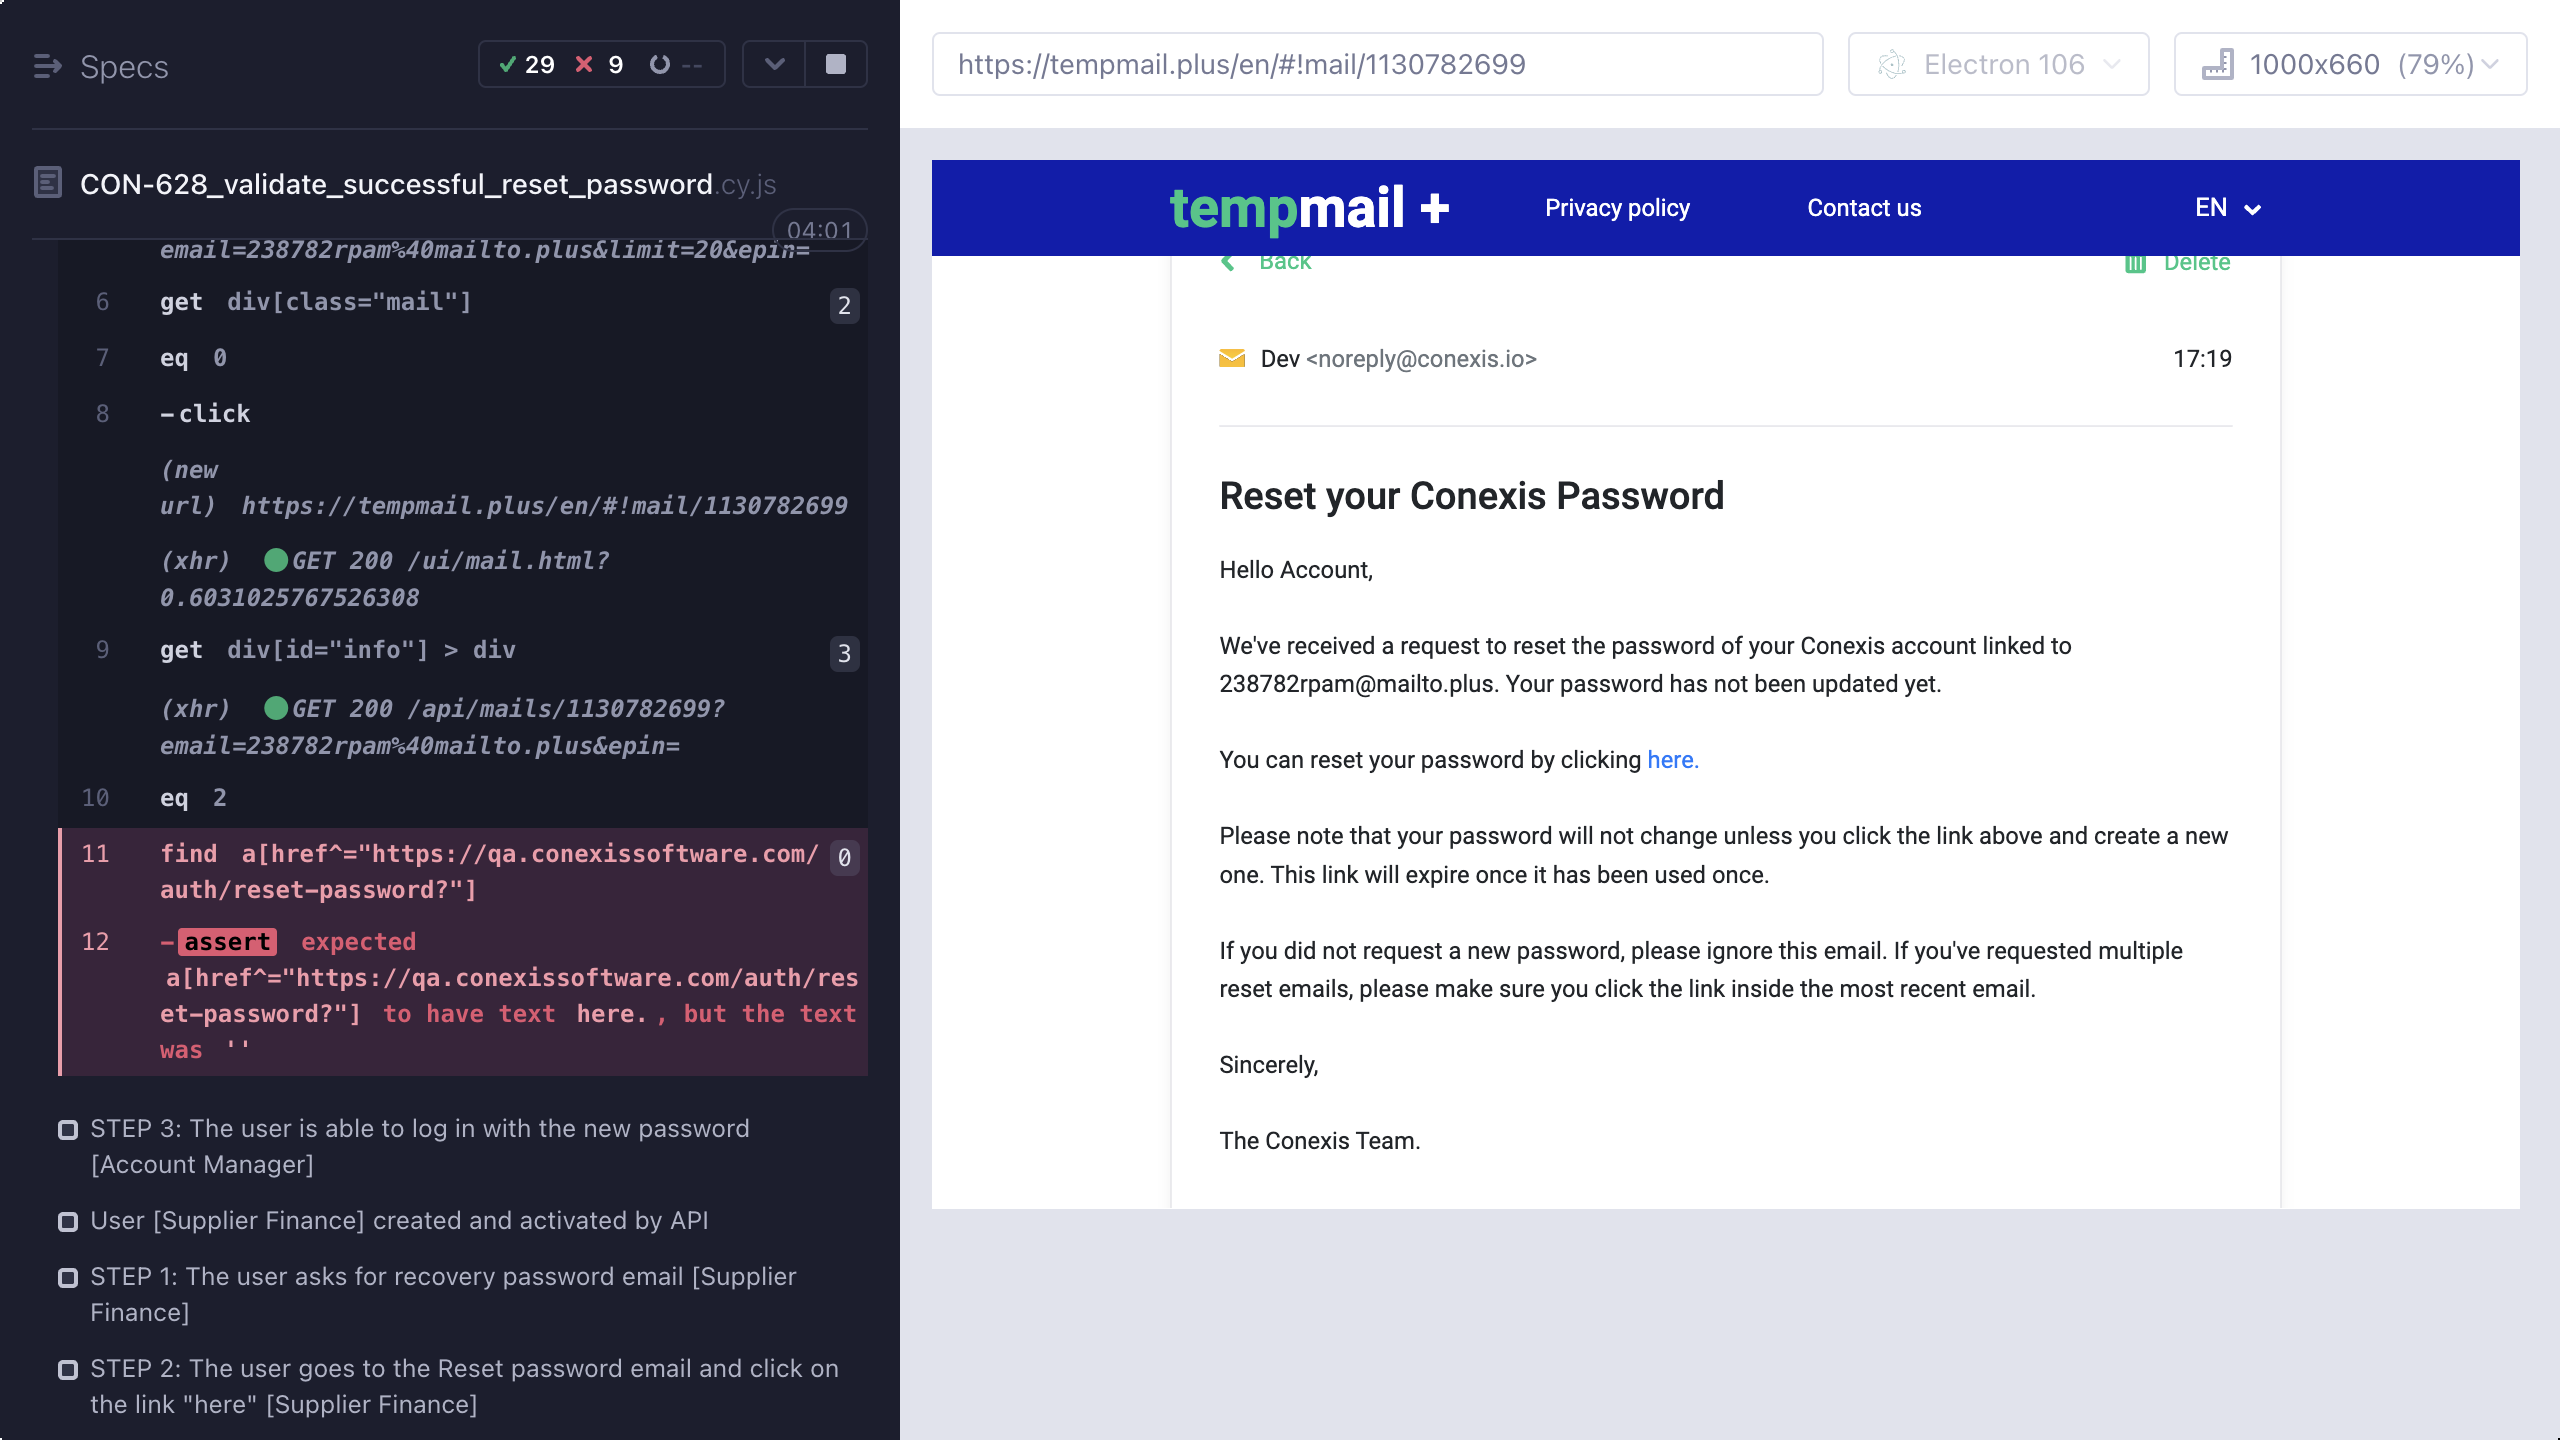 Specs
29 9 --
CON-628_validate_successful_reset_password.cy.js
04:01
email=238782rpam%40mailto.plus&limit=20&epin=
6 get div[class="mail"] 2
7 eq 0
8 -click
(new
url) https://tempmail.plus/en/#!mail/1130782699
(xhr) GET 200 /ui/mail.html?
0.6031025767526308
9 get div[id="info"] > div 3
(xhr) GET 200 /api/mails/1130782699?
email=238782rpam%40mailto.plus&epin=
10 eq 2
11 find a[href^="https://qa.conexissoftware.com/ 0
auth/reset-password?"]
12 -assert expected
a[href^="https://qa.conexissoftware.com/auth/res
et-password?"] to have text here. , but the text
was ''
STEP 3: The user is able to log in with the new password
[Account Manager]
User [Supplier Finance] created and activated by API
STEP 1: The user asks for recovery password email [Supplier
Finance]
STEP 2: The user goes to the Reset password email and click on
the link "here" [Supplier Finance]
https://tempmail.plus/en/#!mail/1130782699
Electron 106
1000x660 (79%)
tempmail +
Privacy policy
Contact us
EN
Back
Delete
Dev <noreply@conexis.io> 17:19
Reset your Conexis Password
Hello Account,
We've received a request to reset the password of your Conexis account linked to
238782rpam@mailto.plus. Your password has not been updated yet.
You can reset your password by clicking here.
Please note that your password will not change unless you click the link above and create a new
one. This link will expire once it has been used once.
If you did not request a new password, please ignore this email. If you've requested multiple
reset emails, please make sure you click the link inside the most recent email.
Sincerely,
The Conexis Team.